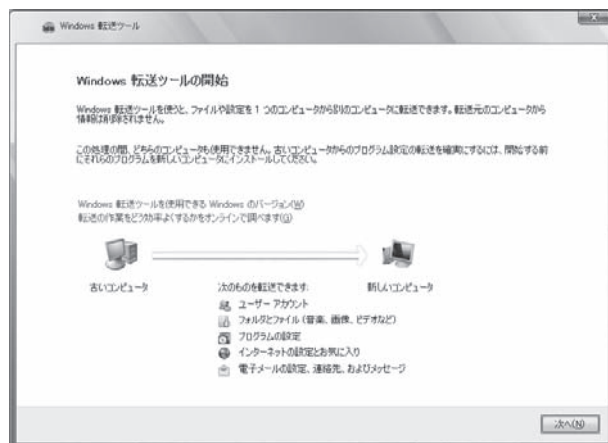 Windows 転送ツール
Windows 転送ツールの開始
Windows 転送ツールを使うと、ファイルや設定を 1 つのコンピュータから別のコンピュータに転送できます。転送元のコンピュータから
情報は削除されません。
この処理の間、どちらのコンピュータも使用できません。古いコンピュータからのプログラム設定の転送を確実にするには、開始する前
にそれらのプログラムを新しいコンピュータにインストールしてください。
Windows 転送ツールを使用できる Windows のバージョン(W)
転送の作業をどう効率よくするかをオンラインで調べます(G)
古いコンピュータ
次のものを転送できます:
新しいコンピュータ
ユーザー アカウント
フォルダとファイル (音楽、画像、ビデオなど)
プログラムの設定
インターネットの設定とお気に入り
電子メールの設定、連絡先、およびメッセージ
次へ(N)